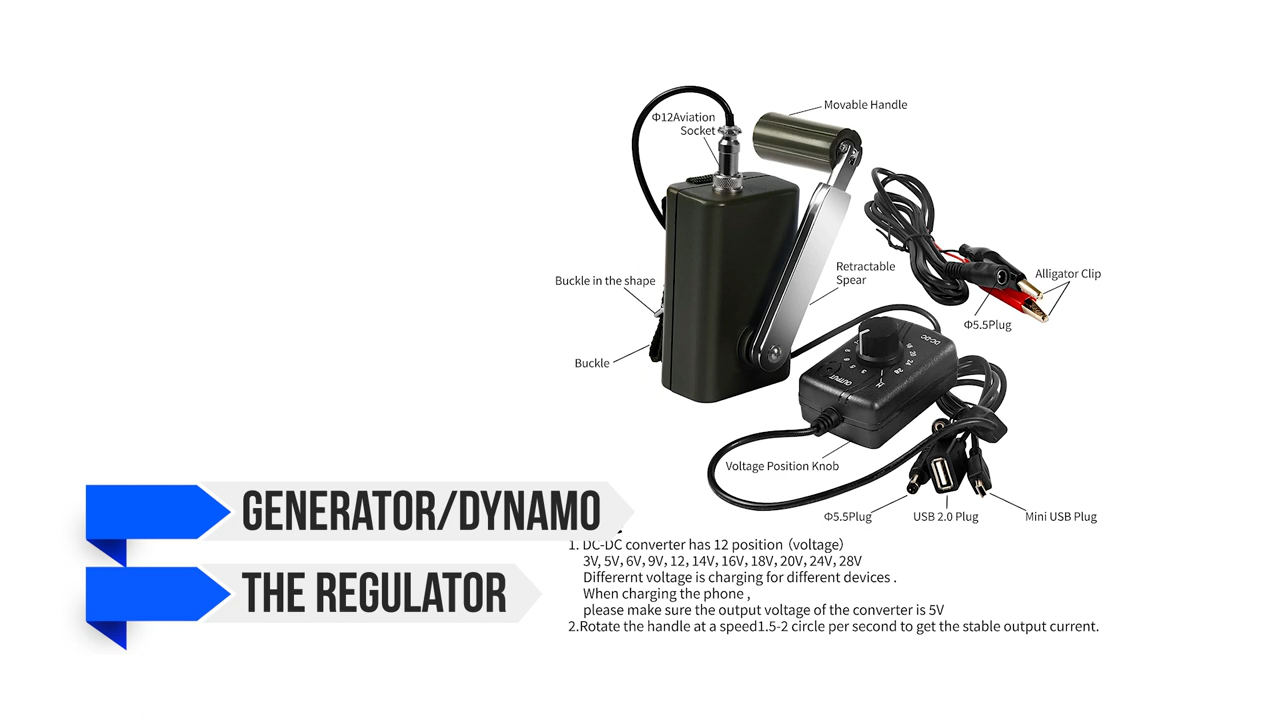 Movable Handle
Φ12Aviation
Socket
Retractable
Spear
Alligator Clip
Buckle in the shape
Φ5.5Plug
Buckle
DC-DC
OUTPUT
Voltage Position Knob
Φ5.5Plug
USB 2.0 Plug
Mini USB Plug
GENERATOR/DYNAMO
THE REGULATOR
1. DC-DC converter has 12 position (voltage)
3V, 5V, 6V, 9V, 12, 14V, 16V, 18V, 20V, 24V, 28V
Differernt voltage is charging for different devices .
When charging the phone ,
please make sure the output voltage of the converter is 5V
2.Rotate the handle at a speed1.5-2 circle per second to get the stable output current.